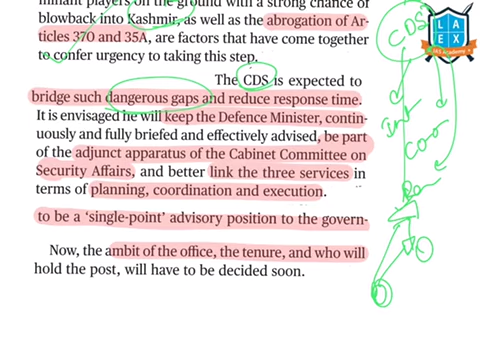 minant players on the ground with a strong chance of
blowback into Kashmir, as well as the abrogation of Ar-
ticles 370 and 35A, are factors that have come together
to confer urgency to taking this step.
The CDS is expected to
bridge such dangerous gaps and reduce response time.
It is envisaged he will keep the Defence Minister, contin-
uously and fully briefed and effectively advised, be part
of the adjunct apparatus of the Cabinet Committee on
Security Affairs, and better link the three services in
terms of planning, coordination and execution.
to be a ‘single-point’ advisory position to the govern-
Now, the ambit of the office, the tenure, and who will
hold the post, will have to be decided soon.
CDS
LAEX
IAS Academy
Int
Coor